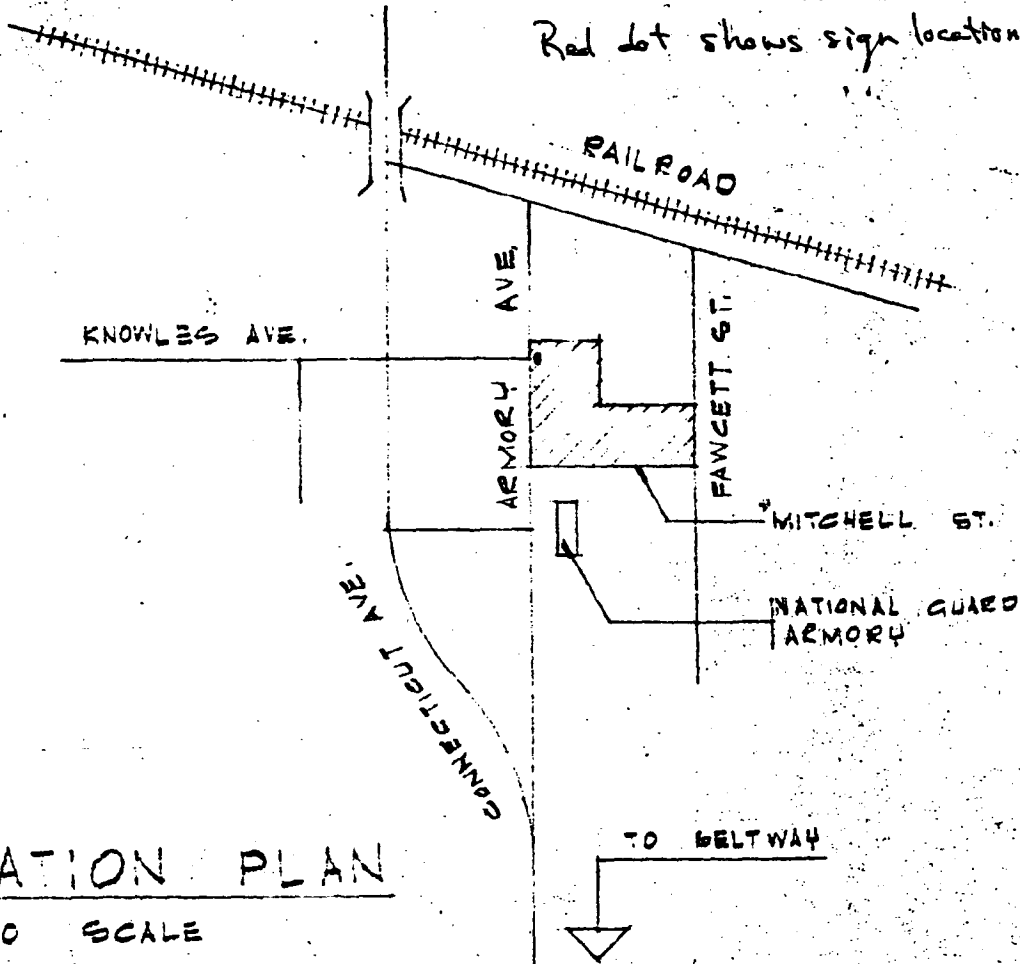 Red dot shows sign location
RAILROAD
ARMORY AVE.
KNOWLES AVE.
FAWCETT ST.
MITCHELL ST.
NATIONAL GUARD
ARMORY
CONNECTICUT AVE.
TO BELTWAY
ATION PLAN
O SCALE